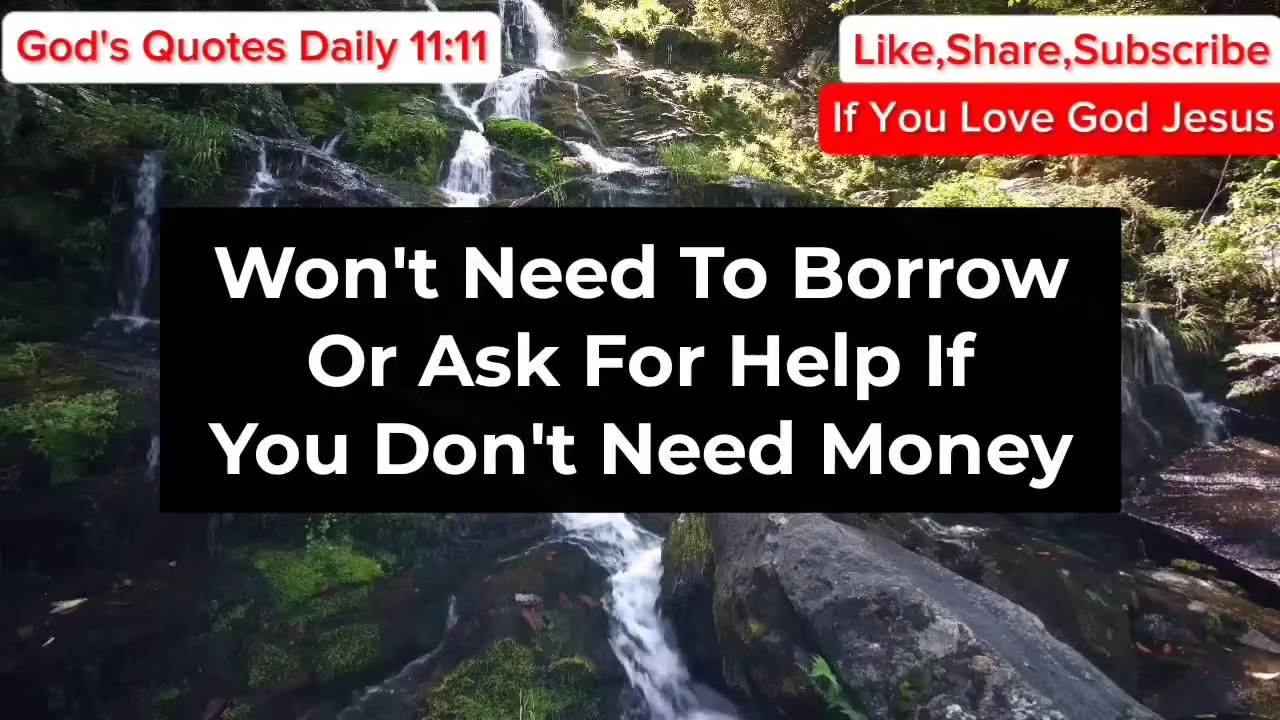 God's Quotes Daily 11:11
Like,Share,Subscribe
If You Love God Jesus
Won't Need To Borrow
Or Ask For Help If
You Don't Need Money